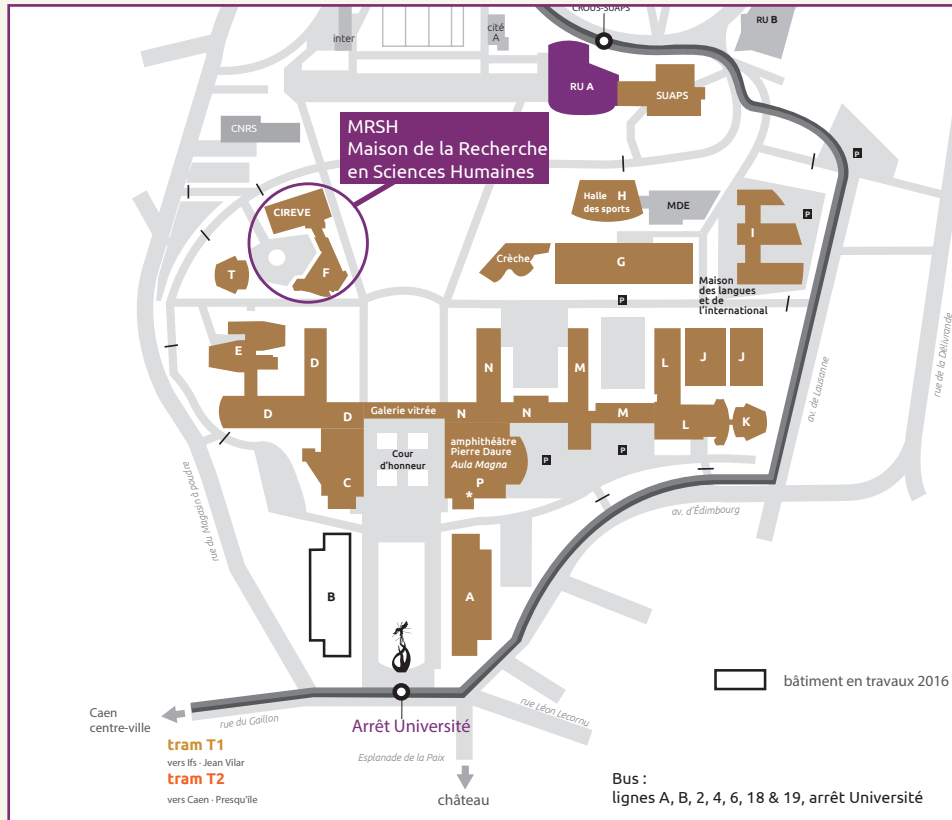 CROUS-SUAPS
RU B
inter
cité
A
RU A
SUAPS
CNRS
MRSH
Maison de la Recherche
en Sciences Humaines
P
CIREVE
Halle H
des sports
MDE
P
I
T
F
Crèche
G
Maison
des langues
et de
l'international
P
E
D
N
M
L
J
J
D
D
Galerie vitrée
N
N
M
L
K
Cour
d'honneur
amphithéâtre
Pierre Daure
Aula Magna
P
*
P
P
C
rue du Magasin à poudre
av. d'Édimbourg
av. de Lausanne
rue de la Délivrande
B
A
bâtiment en travaux 2016
Caen
centre-ville
rue du Gaillon
Arrêt Université
rue Léon Lecornu
tram T1
vers Ifs - Jean Vilar
tram T2
vers Caen - Presqu'île
Esplanade de la Paix
château
Bus :
lignes A, B, 2, 4, 6, 18 & 19, arrêt Université